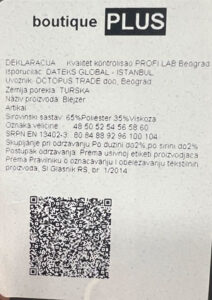 boutique PLUS
DEKLARACIJA Kvalitet kontrolisao PROFI LAB Beograd
Isporučilac: DATEKS GLOBAL - ISTANBUL
Uvoznik: OCTOPUS TRADE doo, Beograd
Zemlja porekla: TURSKA
Naziv proizvoda: Blejzer
Artikal
Sirovinski sastav: 65%Poliester 35%Viskoza
Oznaka veličine: 48 50 52 54 56 58 60
SRPN EN 13402-3: 80 84 88 92 96 100 104
Skupljanje pri održavanju Po dužini do2%,po širini do2%
Postupak održavanja: Prema ušivnoj etiketi proizvodjača
Prema Pravilniku o označavanju i obeležavanju tekstilnih
proizvoda, Sl Glasnik RS, br. 1/2014